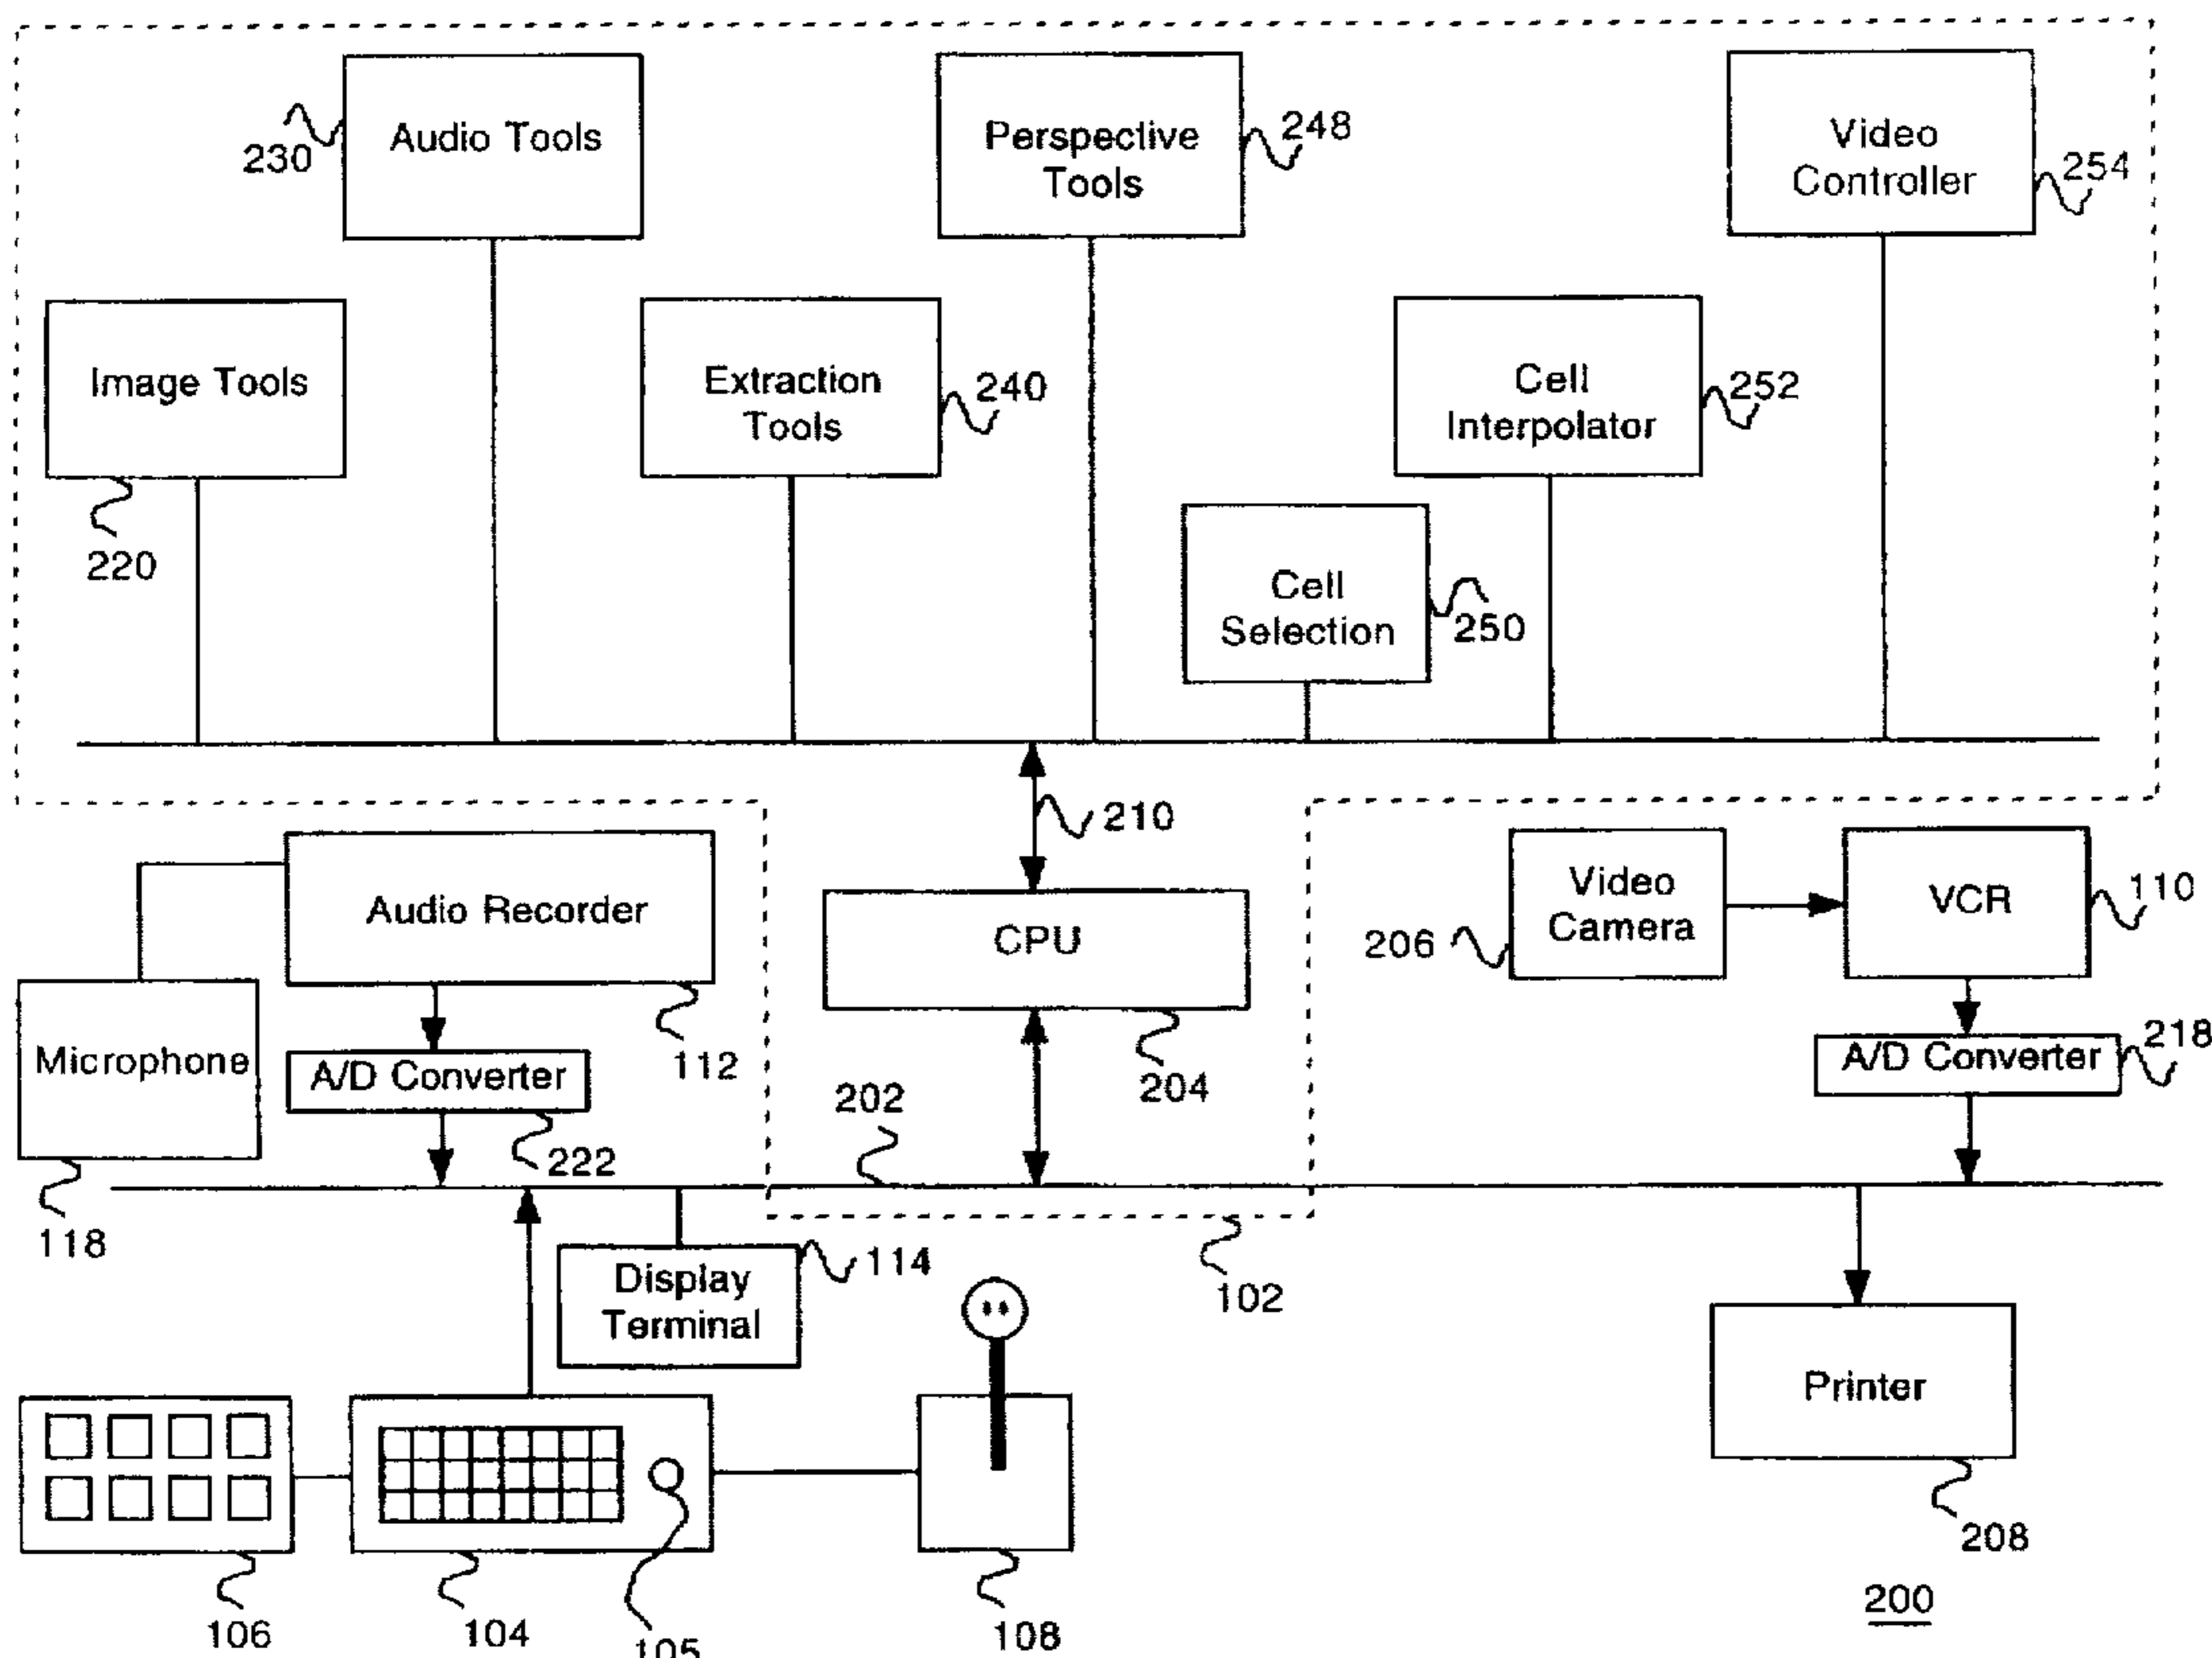 Audio Tools
230
Perspective
Tools
248
Video
Controller
254
Image Tools
220
Extraction
Tools
240
Cell
Interpolator
252
Cell
Selection
250
210
Audio Recorder
112
CPU
204
Video
Camera
206
VCR
110
Microphone
118
A/D Converter
222
202
A/D Converter
218
Display
Terminal
114
102
Printer
208
106
104
105
108
200